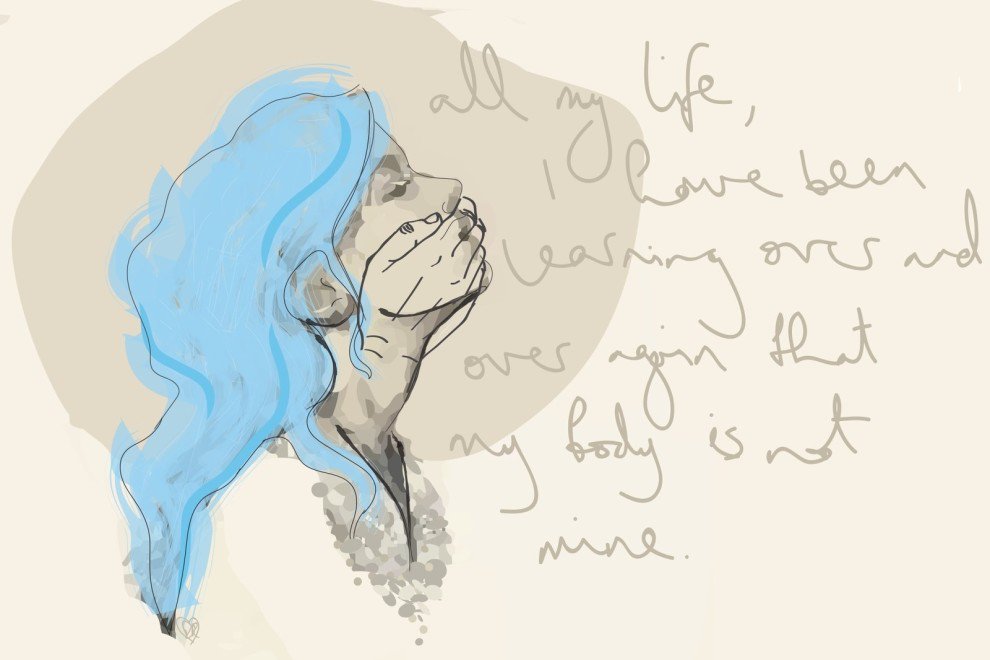 all my life,
I have been
learning over and
over again that
my body is not
mine.